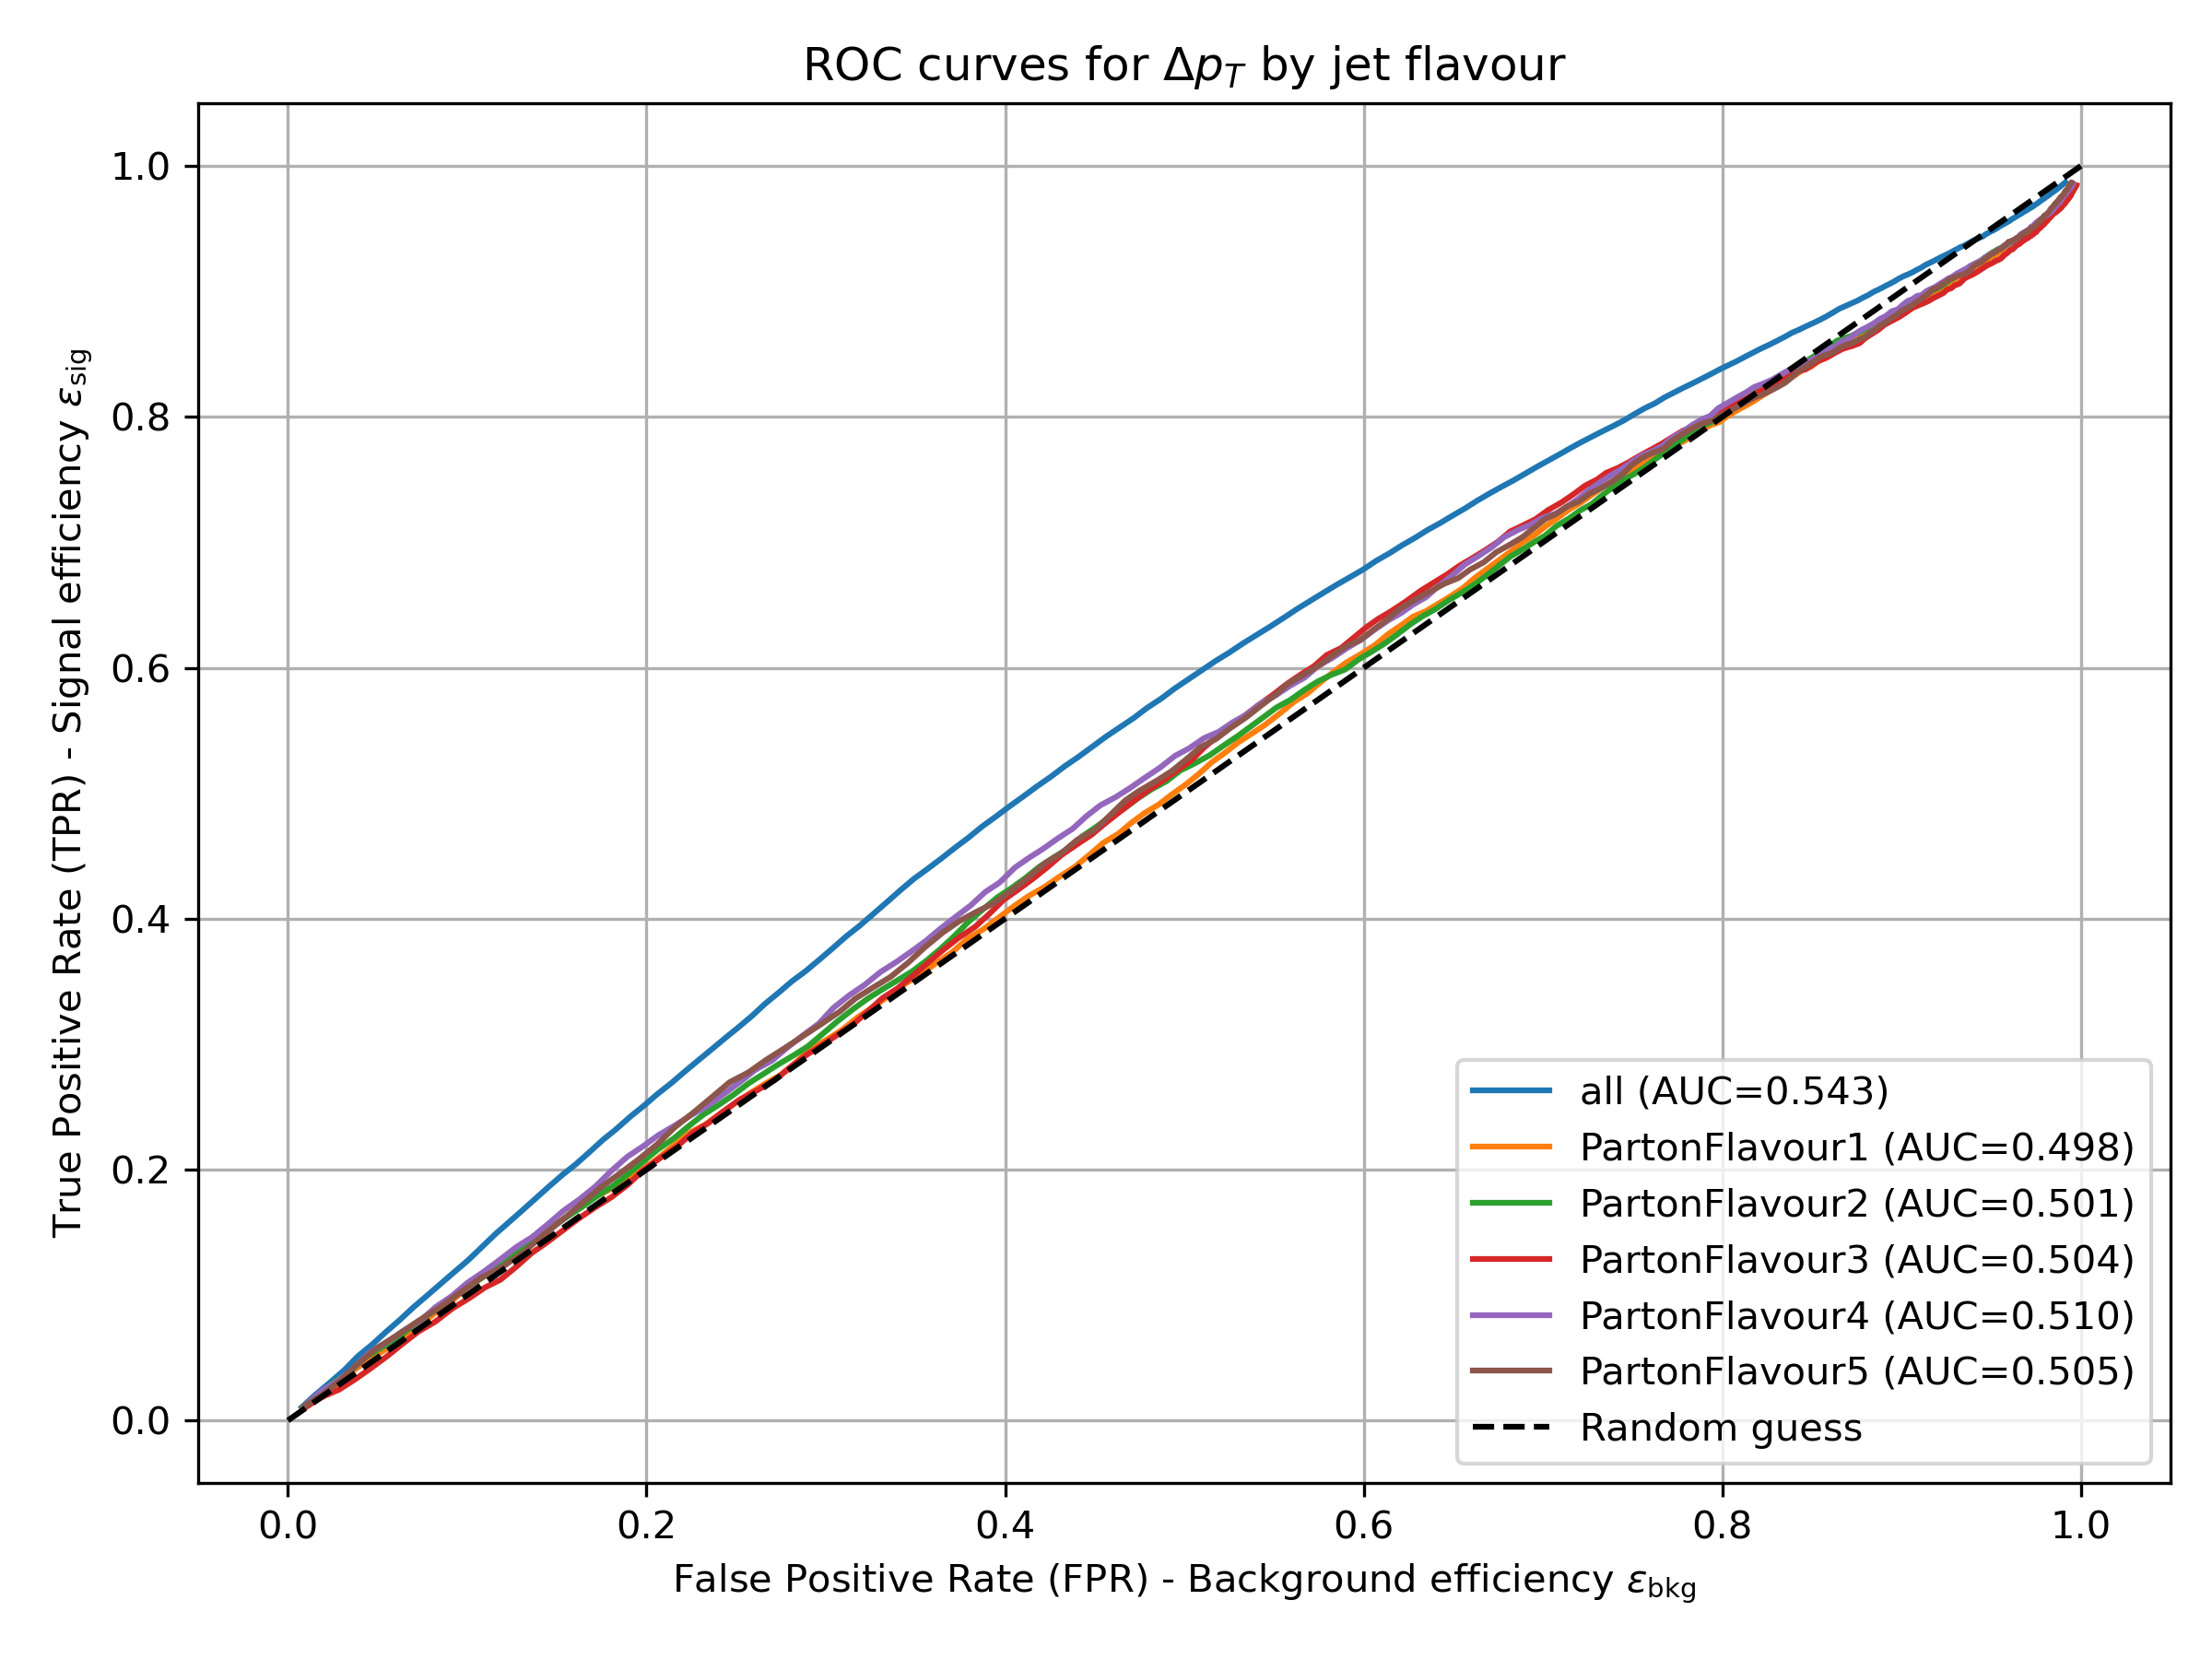 ROC curves for Δp_T by jet flavour
True Positive Rate (TPR) - Signal efficiency ε_sig
1.0
0.8
0.6
0.4
0.2
0.0
all (AUC=0.543)
PartonFlavour1 (AUC=0.498)
PartonFlavour2 (AUC=0.501)
PartonFlavour3 (AUC=0.504)
PartonFlavour4 (AUC=0.510)
PartonFlavour5 (AUC=0.505)
Random guess
0.0 0.2 0.4 0.6 0.8 1.0
False Positive Rate (FPR) - Background efficiency ε_bkg